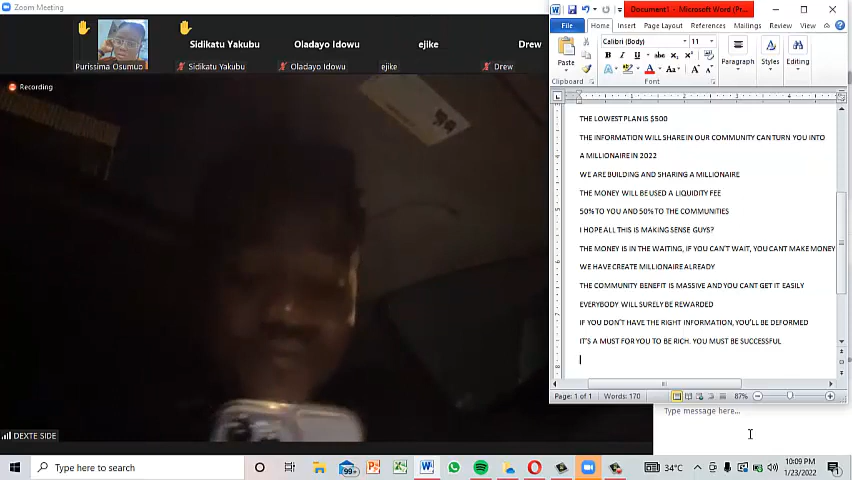 Zoom Meeting
Sidikatu Yakubu
Oladayo Idowu
ejike
Drew
Purissima Osumuo
Sidikatu Yakubu
Oladayo Idowu
ejike
Drew
Recording
DEXTE SIDE
Document1 - Microsoft Word (Pr...
File
Home
Insert
Page Layout
References
Mailings
Review
View
Paste
Clipboard
Calibri (Body)
11
B I U abc x₂ x²
Aa
Font
Paragraph
Styles
Editing
THE LOWEST PLAN IS $500
THE INFORMATION WILL SHARE IN OUR COMMUNITY CAN TURN YOU INTO
A MILLIONAIRE IN 2022
WE ARE BUILDING AND SHARING A MILLIONAIRE
THE MONEY WILL BE USED A LIQUIDITY FEE
50% TO YOU AND 50% TO THE COMMUNITIES
I HOPE ALL THIS IS MAKING SENSE GUYS?
THE MONEY IS IN THE WAITING, IF YOU CAN'T WAIT, YOU CANT MAKE MONEY
WE HAVE CREATE MILLIONAIRE ALREADY
THE COMMUNITY BENEFIT IS MASSIVE AND YOU CANT GET IT EASILY
EVERYBODY WILL SURELY BE REWARDED
IF YOU DON'T HAVE THE RIGHT INFORMATION, YOU'LL BE DEFORMED
IT'S A MUST FOR YOU TO BE RICH. YOU MUST BE SUCCESSFUL
Page: 1 of 1
Words: 170
87%
Type message here...
Type here to search
99+
34°C
10:09 PM
1/23/2022